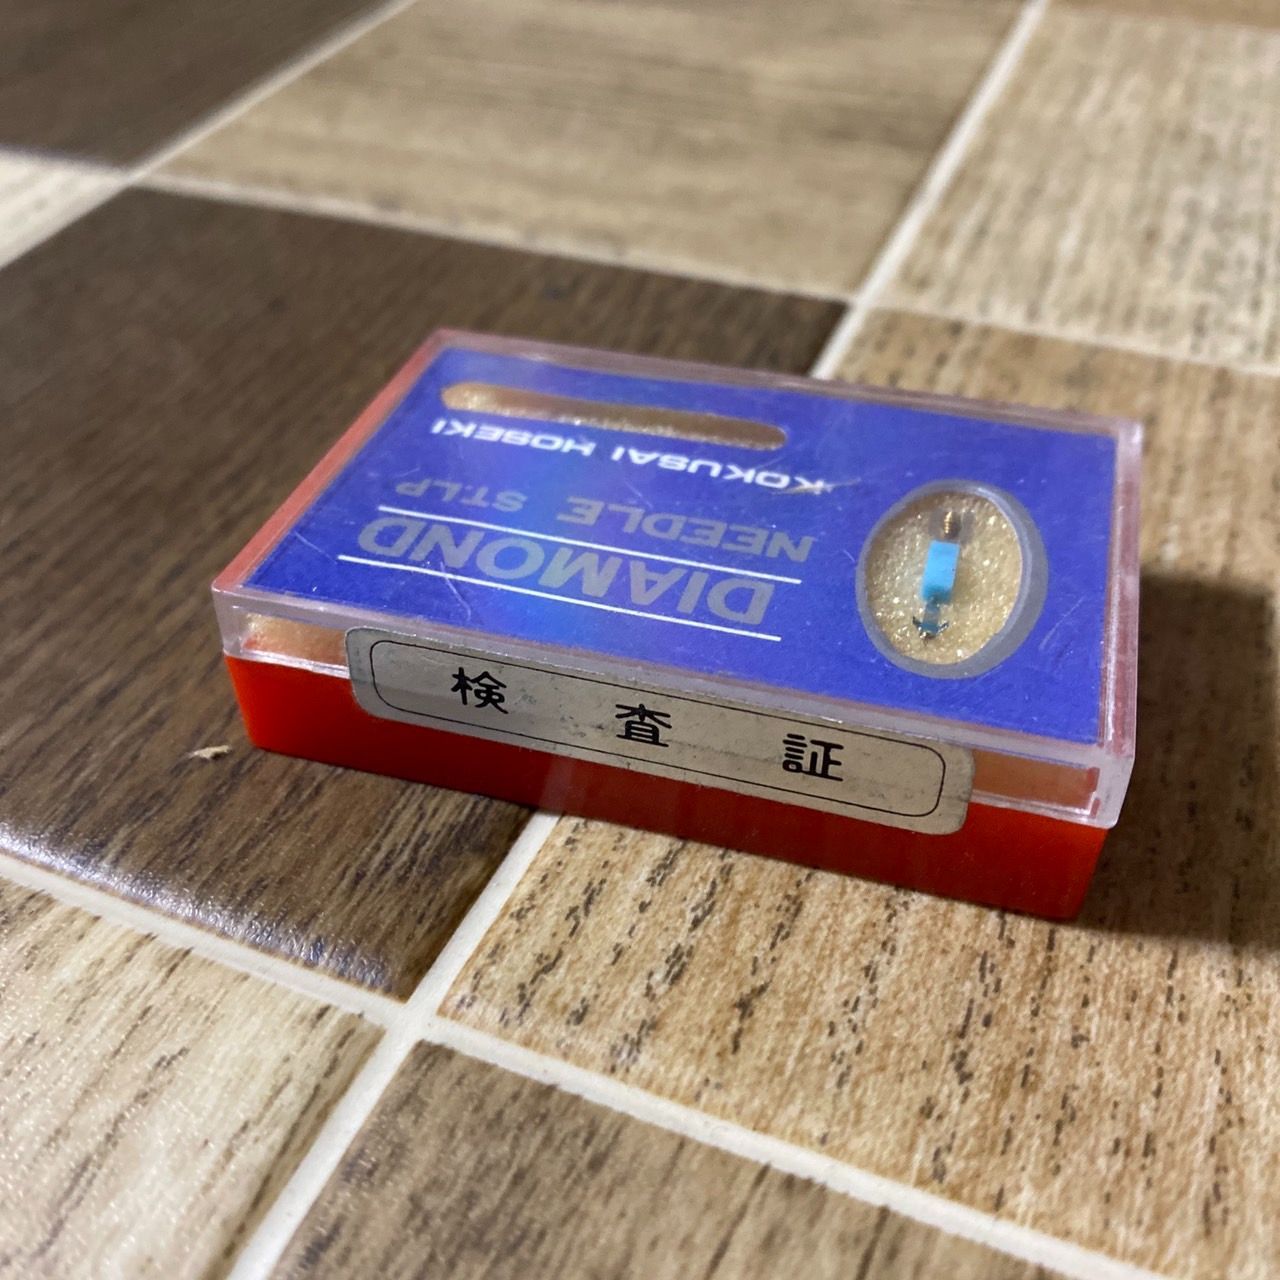 DIAMOND
NEEDLE ST.LP
KOKUSAI HOSEKI
検査証